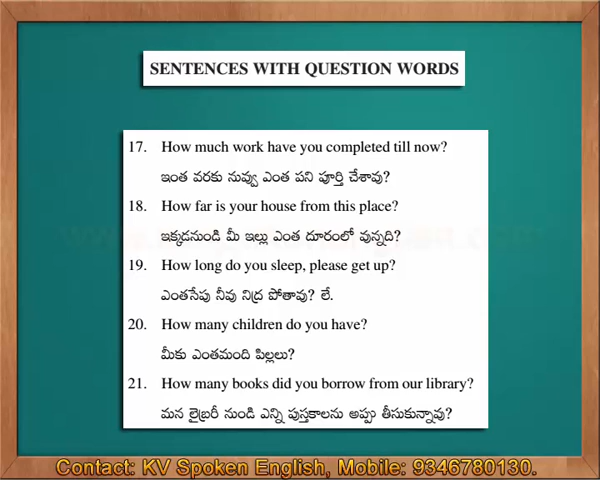 SENTENCES WITH QUESTION WORDS
17. How much work have you completed till now?
ఇంత వరకు నువ్వు ఎంత పని పూర్తి చేశావు?
18. How far is your house from this place?
ఇక్కడనుండి మీ ఇల్లు ఎంత దూరంలో వున్నది?
19. How long do you sleep, please get up?
ఎంతసేపు నీవు నిద్ర పోతావు? లే.
20. How many children do you have?
మీకు ఎంతమంది పిల్లలు?
21. How many books did you borrow from our library?
మన లైబ్రరీ నుండి ఎన్ని పుస్తకాలను అప్పు తీసుకున్నావు?
Contact: KV Spoken English, Mobile: 9346780130.